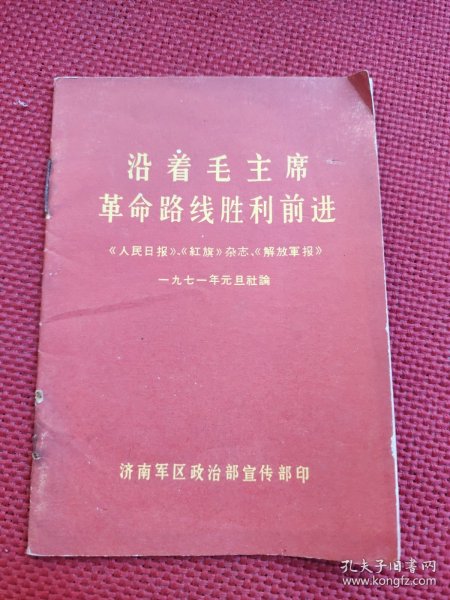 沿着毛主席
革命路线胜利前进
《人民日报》、《紅旗》杂志、《解放軍报》
一九七一年元旦社論
济南军区政治部宣传部印
孔夫子旧书网
www.kongfz.com